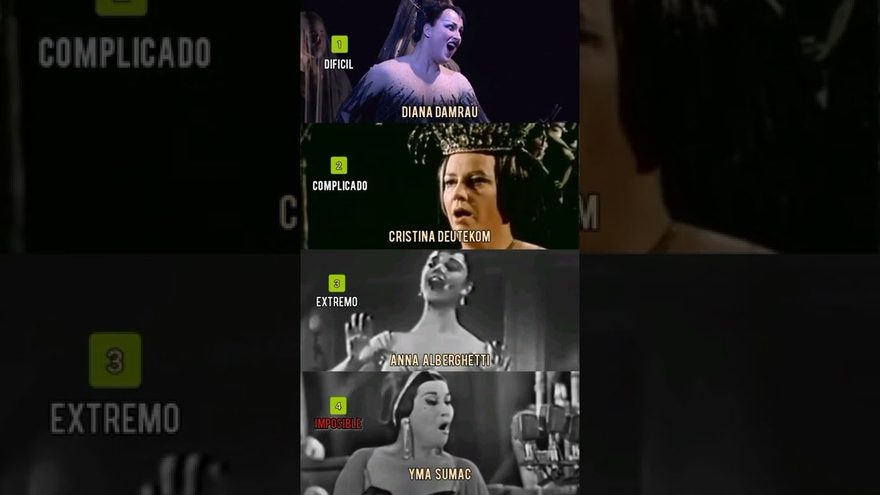 COMPLICADO
3
EXTREMO
1
DIFICIL
DIANA DAMRAU
2
COMPLICADO
CRISTINA DEUTEKOM
3
EXTREMO
ANNA ALBERGHETTI
4
IMPOSIBLE
YMA SUMAC